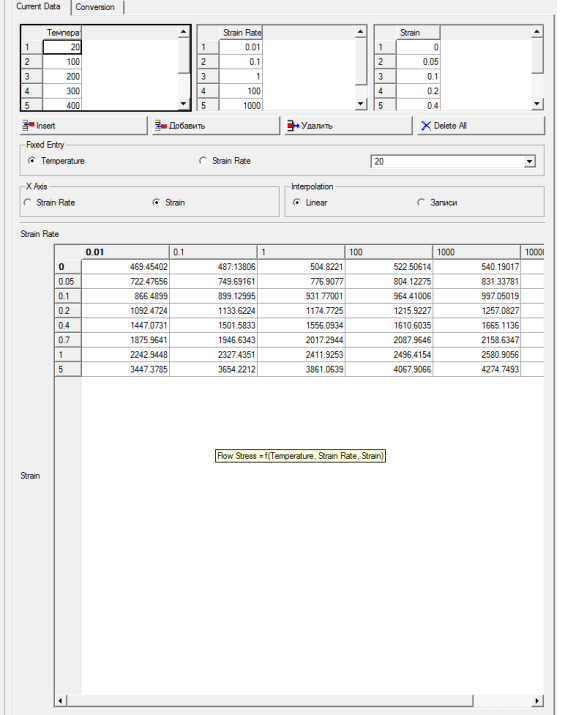 Current Data Conversion
Темпера Strain Rate Strain
1 20 1 0.01 1 0
2 100 2 0.1 2 0.05
3 200 3 1 3 0.1
4 300 4 100 4 0.2
5 400 5 1000 5 0.4
Insert Добавить Удалить Delete All
Fixed Entry
Temperature Strain Rate 20
X Axis Interpolation
Strain Rate Strain Linear Записи
Strain Rate
0.01 0.1 1 100 1000 1000
0 469.45402 487.13806 504.8221 522.50614 540.19017
0.05 722.47656 749.69161 776.9077 804.12275 831.33781
0.1 866.4899 899.12995 931.77001 964.41006 997.05019
0.2 1092.4724 1133.6224 1174.7725 1215.9227 1257.0827
0.4 1447.0731 1501.5833 1556.0934 1610.6035 1665.1136
0.7 1875.9641 1946.6343 2017.2944 2087.9646 2158.6347
1 2242.9448 2327.4351 2411.9253 2496.4154 2580.9056
5 3447.3785 3654.2212 3861.0639 4067.9066 4274.7493
Flow Stress = f(Temperature, Strain Rate, Strain)
Strain